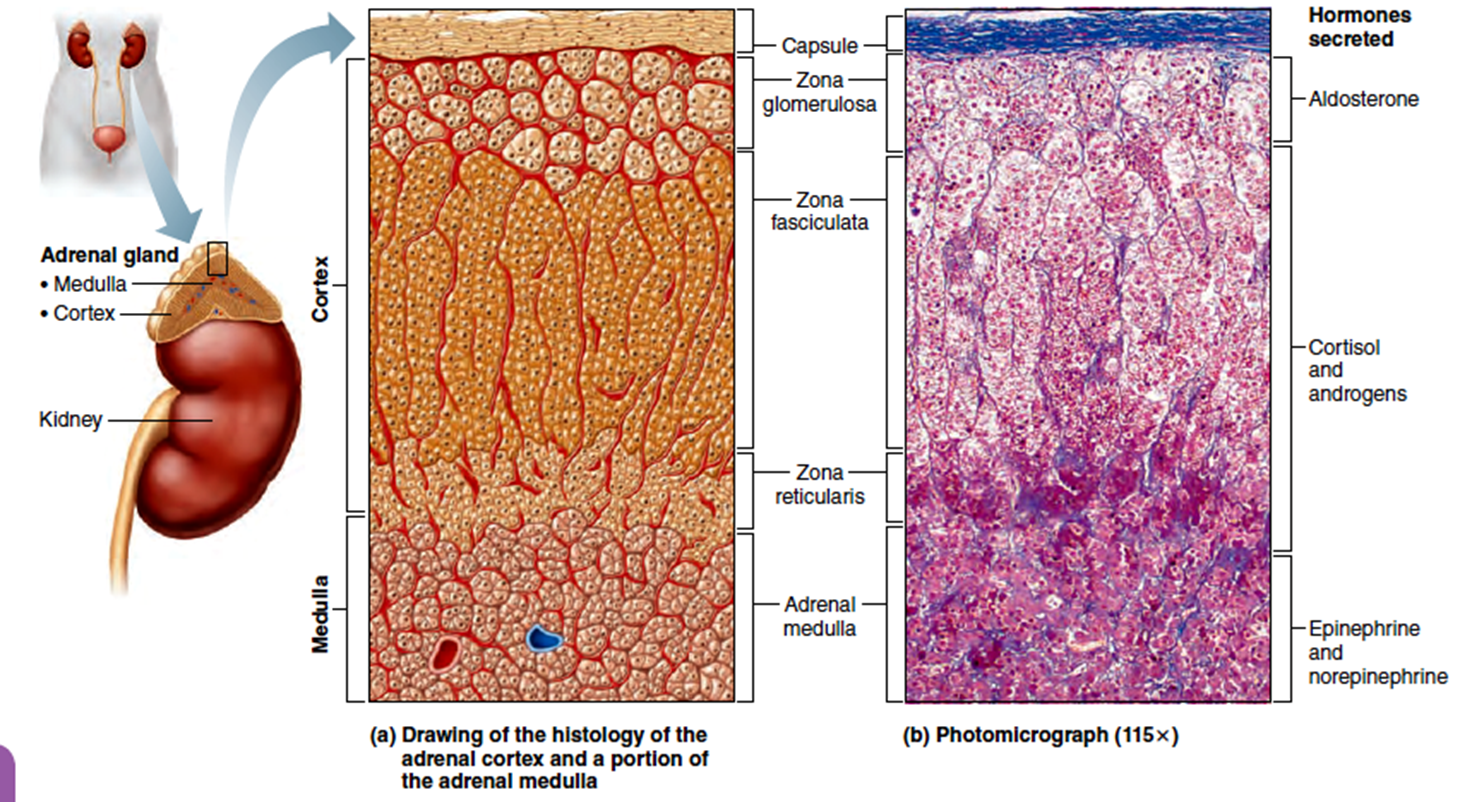 Adrenal gland
• Medulla
• Cortex
Kidney
Cortex
Medulla
Capsule
Zona
glomerulosa
Zona
fasciculata
Zona
reticularis
Adrenal
medulla
Hormones
secreted
Aldosterone
Cortisol
and
androgens
Epinephrine
and
norepinephrine
(a) Drawing of the histology of the
adrenal cortex and a portion of
the adrenal medulla
(b) Photomicrograph (115×)